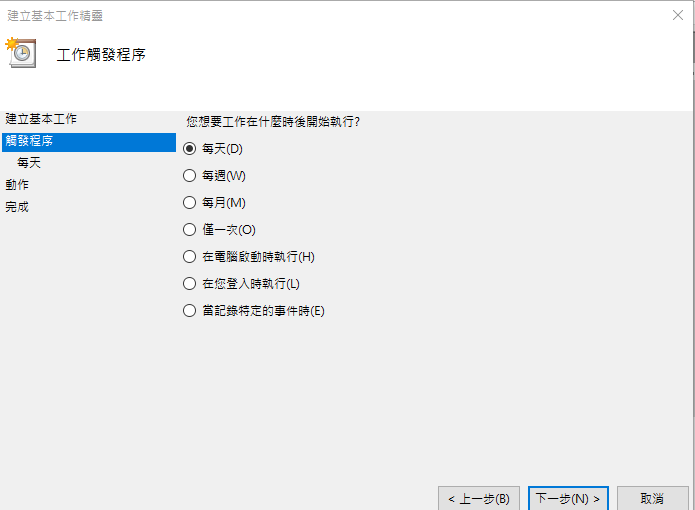 建立基本工作精靈
工作觸發程序
建立基本工作
觸發程序
每天
動作
完成
您想要工作在什麼時後開始執行?
每天(D)
每週(W)
每月(M)
僅一次(O)
在電腦啟動時執行(H)
在您登入時執行(L)
當記錄特定的事件時(E)
< 上一步(B)
下一步(N) >
取消